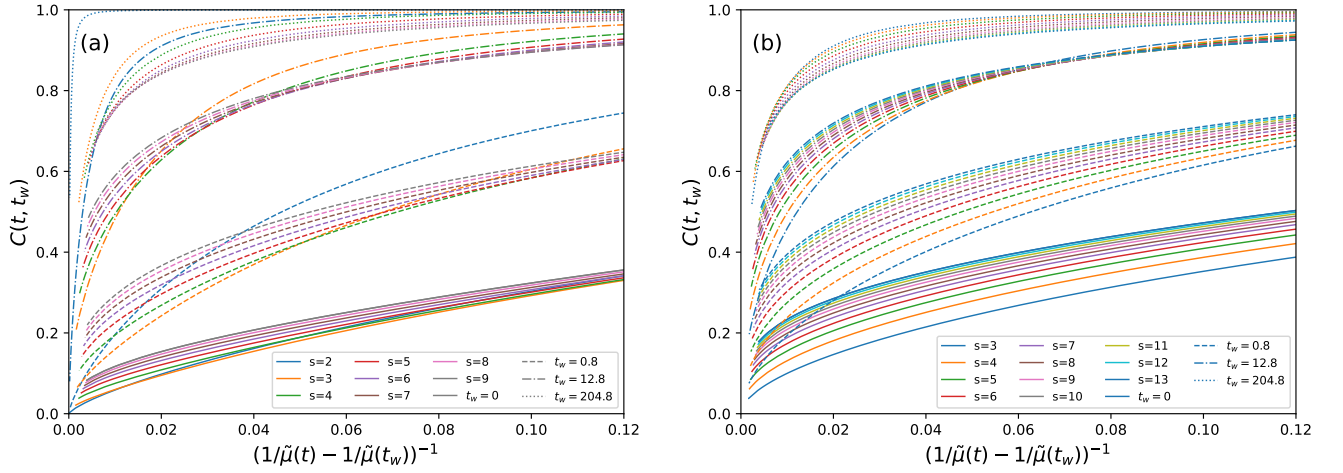 (a)
C(t, t_w)
1.0
0.8
0.6
0.4
0.2
0.0
0.00 0.02 0.04 0.06 0.08 0.10 0.12
(1/μ̃(t) − 1/μ̃(t_w))⁻¹
s=2 s=5 s=8 t_w = 0.8
s=3 s=6 s=9 t_w = 12.8
s=4 s=7 t_w = 0 t_w = 204.8
(b)
C(t, t_w)
1.0
0.8
0.6
0.4
0.2
0.0
0.00 0.02 0.04 0.06 0.08 0.10 0.12
(1/μ̃(t) − 1/μ̃(t_w))⁻¹
s=3 s=7 s=11 t_w = 0.8
s=4 s=8 s=12 t_w = 12.8
s=5 s=9 s=13 t_w = 204.8
s=6 s=10 t_w = 0